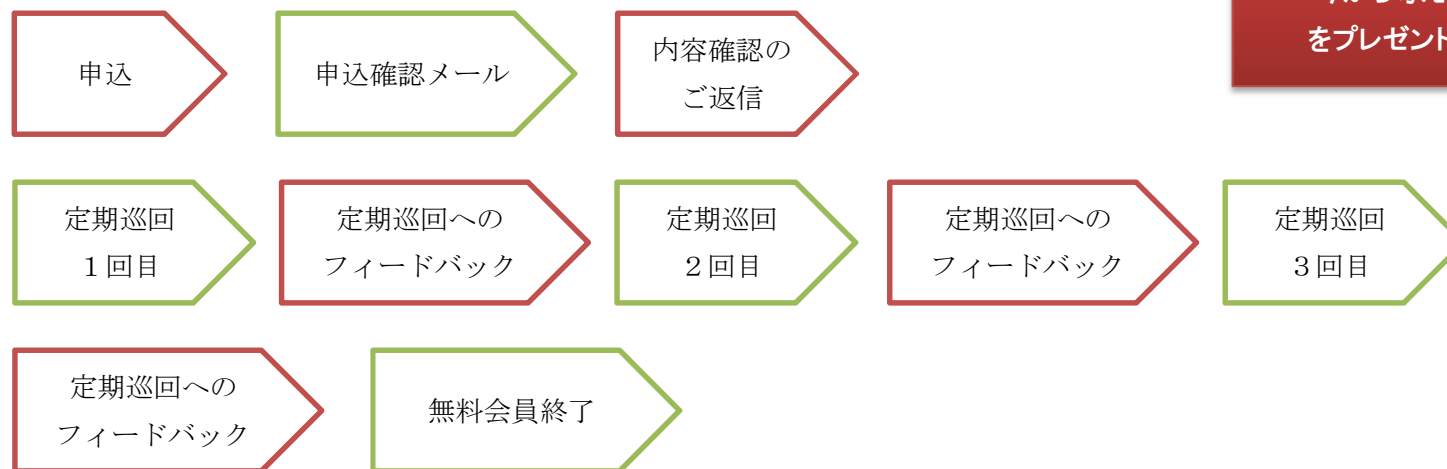 をプレゼント
申込
申込確認メール
内容確認の
ご返信
定期巡回
１回目
定期巡回への
フィードバック
定期巡回
２回目
定期巡回への
フィードバック
定期巡回
３回目
定期巡回への
フィードバック
無料会員終了